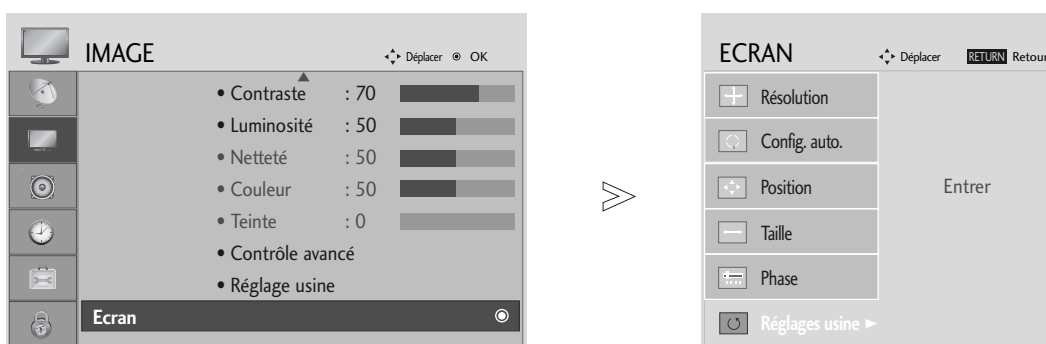 IMAGE
Déplacer OK
• Contraste : 70
• Luminosité : 50
• Netteté : 50
• Couleur : 50
• Teinte : 0
• Contrôle avancé
• Réglage usine
Ecran
ECRAN
Déplacer RETURN Retour
Résolution
Config. auto.
Position
Entrer
Taille
Phase
Réglages usine ►